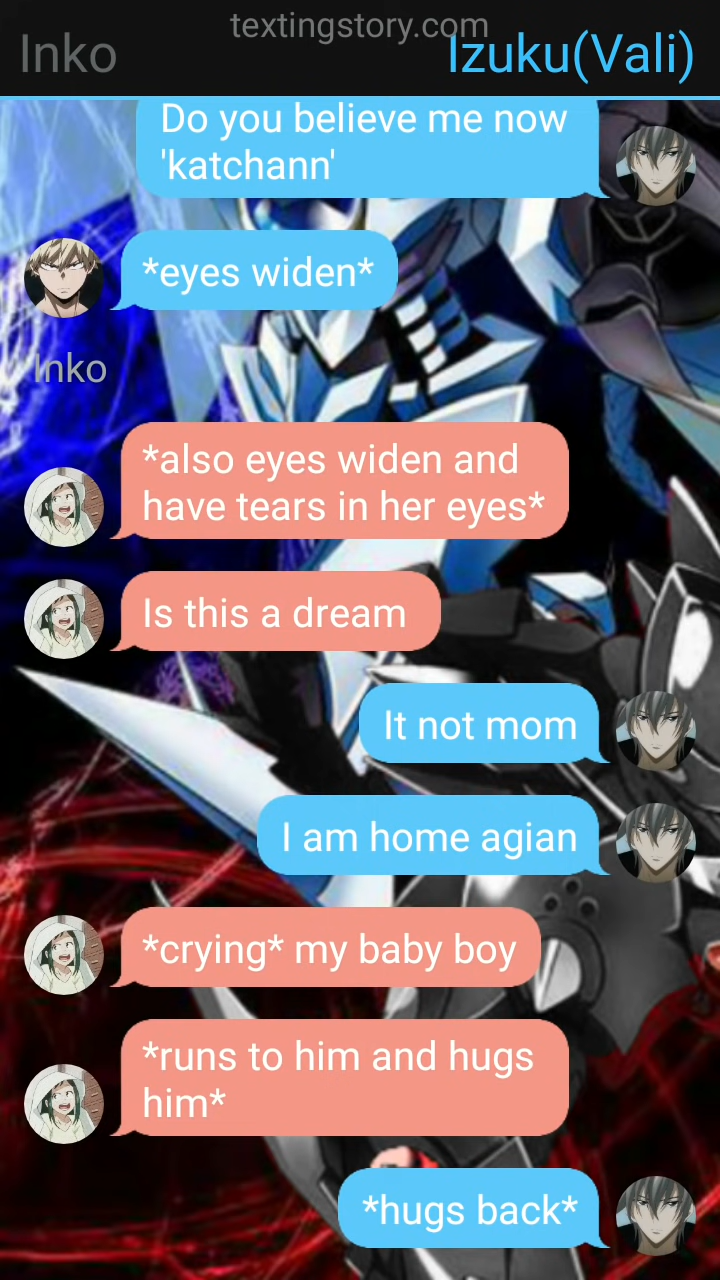 textingstory.com
Inko
Izuku(Vali)
Do you believe me now
'katchann'
*eyes widen*
Inko
*also eyes widen and
have tears in her eyes*
Is this a dream
It not mom
I am home agian
*crying* my baby boy
*runs to him and hugs
him*
*hugs back*